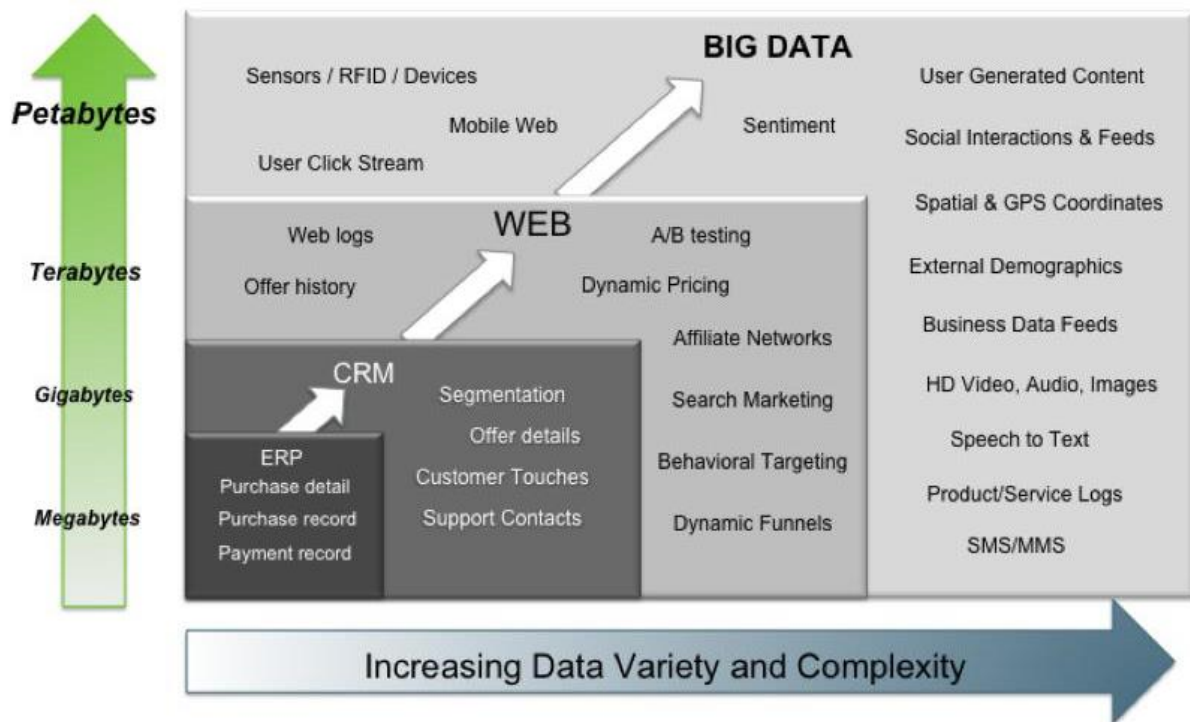 Petabytes
Terabytes
Gigabytes
Megabytes
BIG DATA
Sensors / RFID / Devices
Mobile Web
User Click Stream
Sentiment
User Generated Content
Social Interactions & Feeds
Spatial & GPS Coordinates
External Demographics
Business Data Feeds
HD Video, Audio, Images
Speech to Text
Product/Service Logs
SMS/MMS
WEB
Web logs
Offer history
A/B testing
Dynamic Pricing
Affiliate Networks
Search Marketing
Behavioral Targeting
Dynamic Funnels
CRM
Segmentation
Offer details
Customer Touches
Support Contacts
ERP
Purchase detail
Purchase record
Payment record
Increasing Data Variety and Complexity